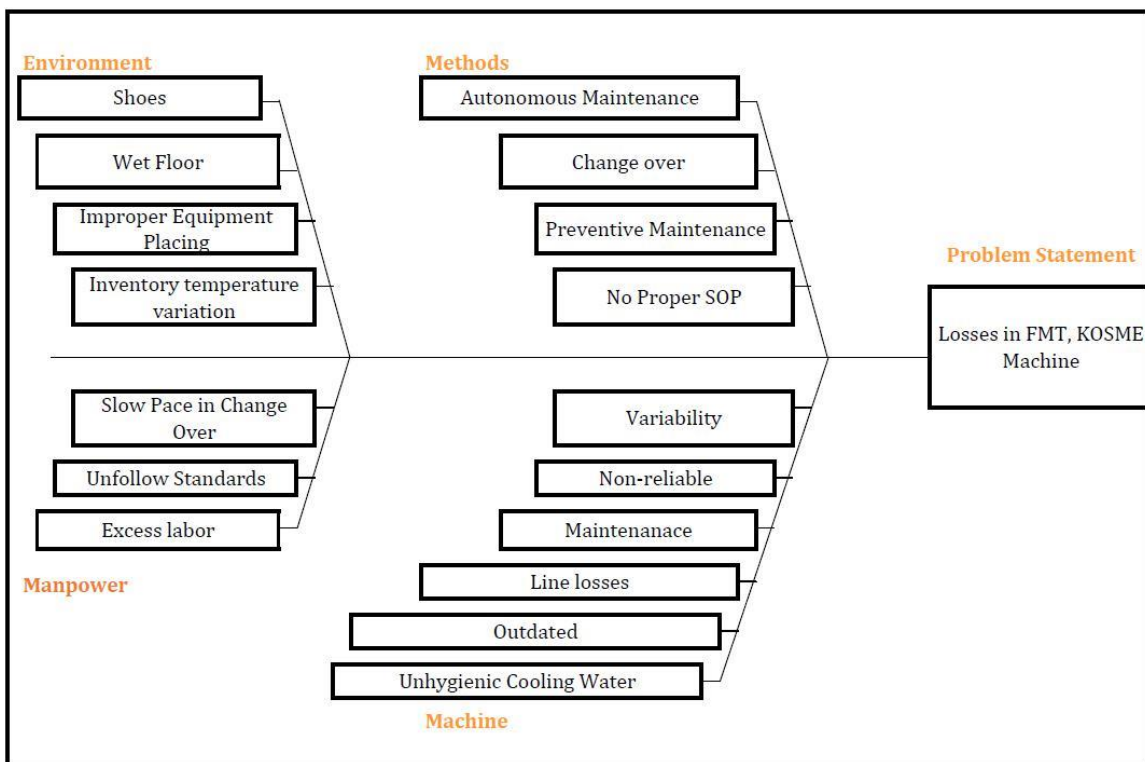 Environment
Shoes
Wet Floor
Improper Equipment
Placing
Inventory temperature
variation
Methods
Autonomous Maintenance
Change over
Preventive Maintenance
No Proper SOP
Problem Statement
Losses in FMT, KOSME
Machine
Slow Pace in Change
Over
Unfollow Standards
Excess labor
Manpower
Variability
Non-reliable
Maintenanace
Line losses
Outdated
Unhygienic Cooling Water
Machine